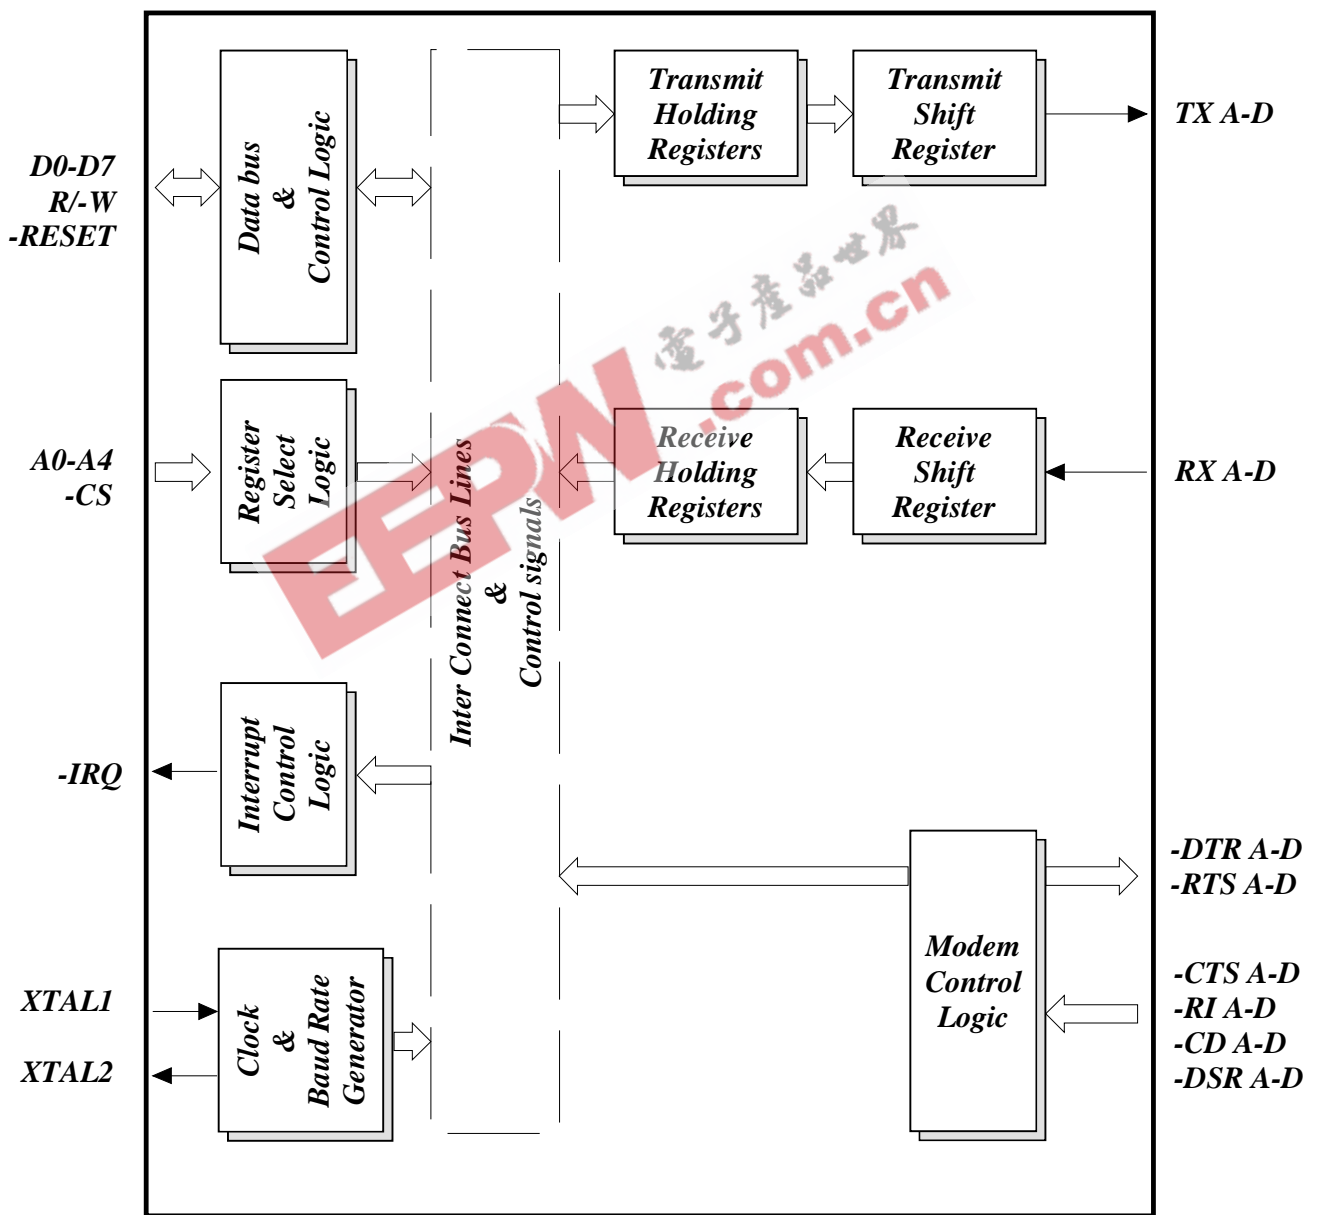 D0-D7
R/-W
-RESET
Data bus
&
Control Logic
A0-A4
-CS
Register
Select
Logic
-IRQ
Interrupt
Control
Logic
XTAL1
XTAL2
Clock
&
Baud Rate
Generator
Inter Connect Bus Lines
&
Control signals
Transmit
Holding
Registers
Transmit
Shift
Register
TX A-D
Receive
Holding
Registers
Receive
Shift
Register
RX A-D
Modem
Control
Logic
-DTR A-D
-RTS A-D
-CTS A-D
-RI A-D
-CD A-D
-DSR A-D
EEPW
電子產品世界
.com.cn